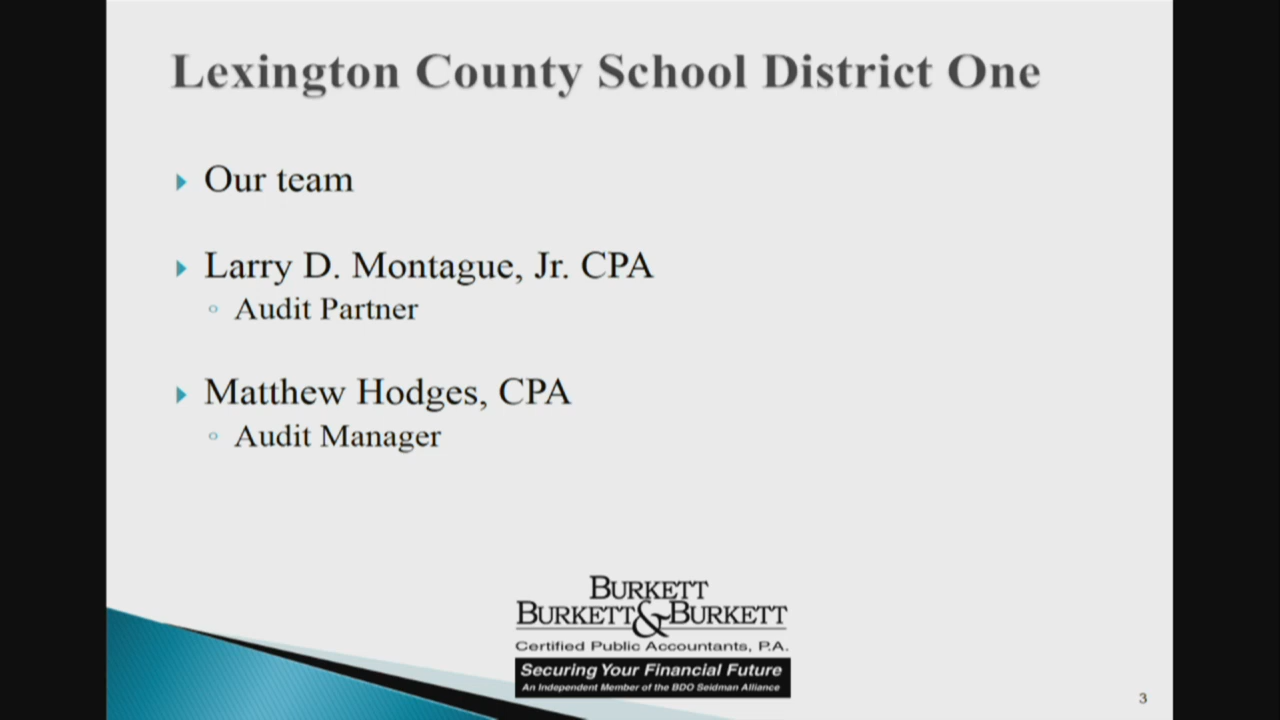 Lexington County School District One
Our team
Larry D. Montague, Jr. CPA
Audit Partner
Matthew Hodges, CPA
Audit Manager
BURKETT
BURKETT & BURKETT
Certified Public Accountants, P.A.
Securing Your Financial Future
An Independent Member of the BDO Seidman Alliance
3